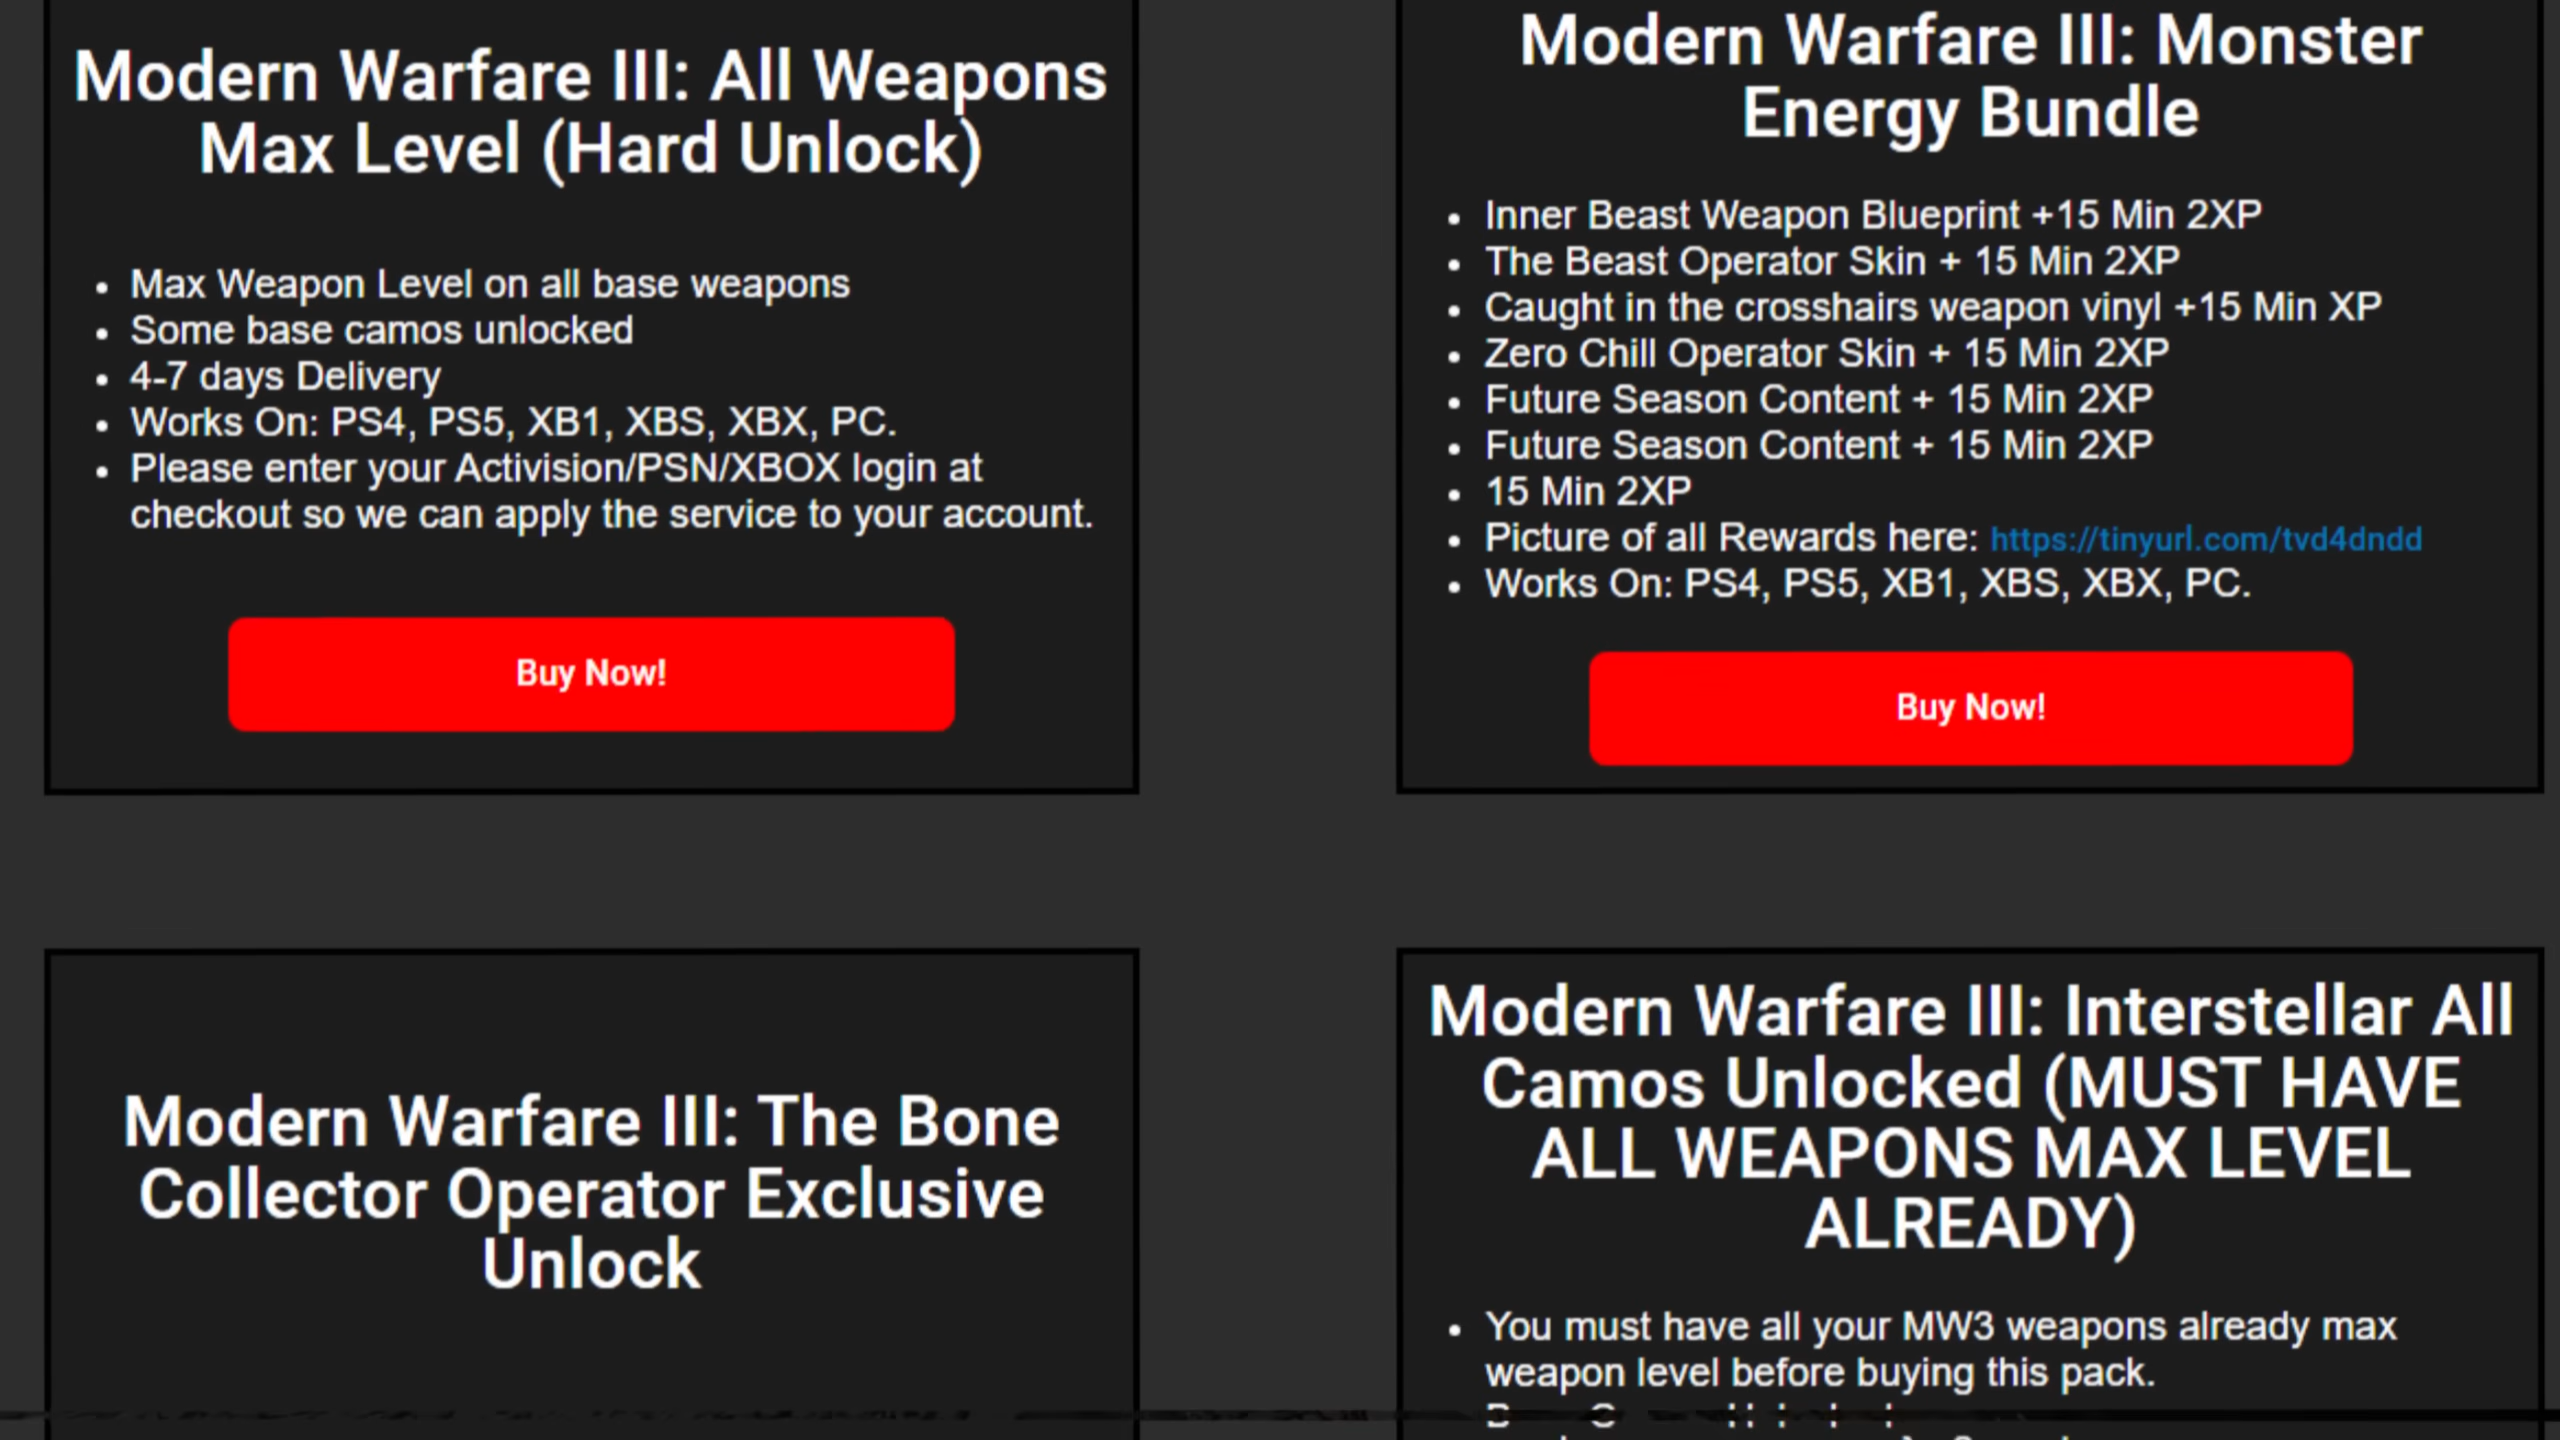 Modern Warfare III: All Weapons
Max Level (Hard Unlock)
Max Weapon Level on all base weapons
Some base camos unlocked
4-7 days Delivery
Works On: PS4, PS5, XB1, XBS, XBX, PC.
Please enter your Activision/PSN/XBOX login at
checkout so we can apply the service to your account.
Buy Now!
Modern Warfare III: Monster
Energy Bundle
Inner Beast Weapon Blueprint +15 Min 2XP
The Beast Operator Skin + 15 Min 2XP
Caught in the crosshairs weapon vinyl +15 Min XP
Zero Chill Operator Skin + 15 Min 2XP
Future Season Content + 15 Min 2XP
Future Season Content + 15 Min 2XP
15 Min 2XP
Picture of all Rewards here: https://tinyurl.com/tvd4dndd
Works On: PS4, PS5, XB1, XBS, XBX, PC.
Buy Now!
Modern Warfare III: The Bone
Collector Operator Exclusive
Unlock
Modern Warfare III: Interstellar All
Camos Unlocked (MUST HAVE
ALL WEAPONS MAX LEVEL
ALREADY)
You must have all your MW3 weapons already max
weapon level before buying this pack.